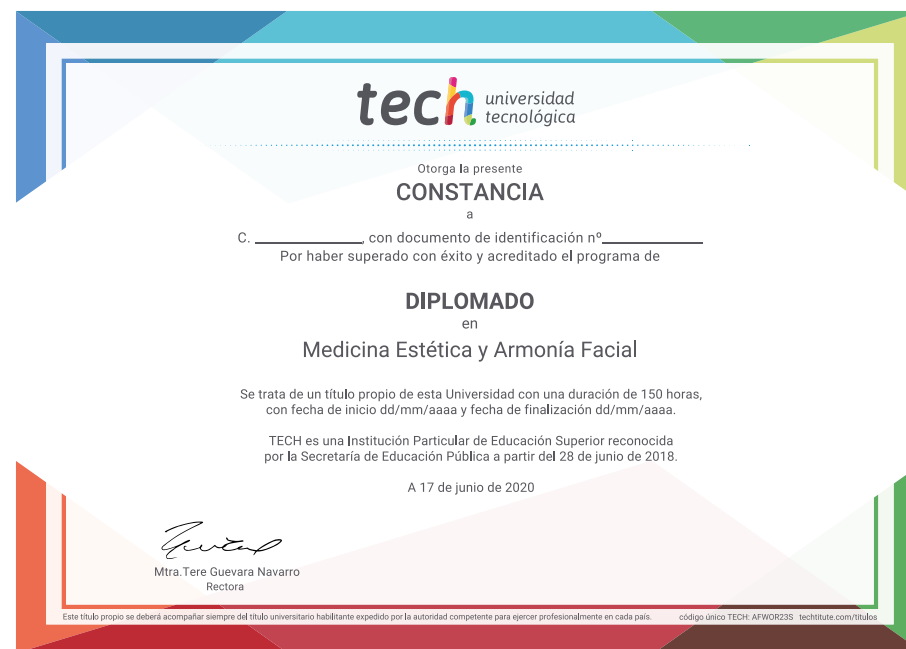 tech universidad
tecnológica
Otorga la presente
CONSTANCIA
a
C. ____________, con documento de identificación nº____________
Por haber superado con éxito y acreditado el programa de
DIPLOMADO
en
Medicina Estética y Armonía Facial
Se trata de un título propio de esta Universidad con una duración de 150 horas,
con fecha de inicio dd/mm/aaaa y fecha de finalización dd/mm/aaaa.
TECH es una Institución Particular de Educación Superior reconocida
por la Secretaría de Educación Pública a partir del 28 de junio de 2018.
A 17 de junio de 2020
Mtra.Tere Guevara Navarro
Rectora
Este título propio se deberá acompañar siempre del título universitario habilitante expedido por la autoridad competente para ejercer profesionalmente en cada país. código único TECH: AFWOR23S techtitute.com/titulos